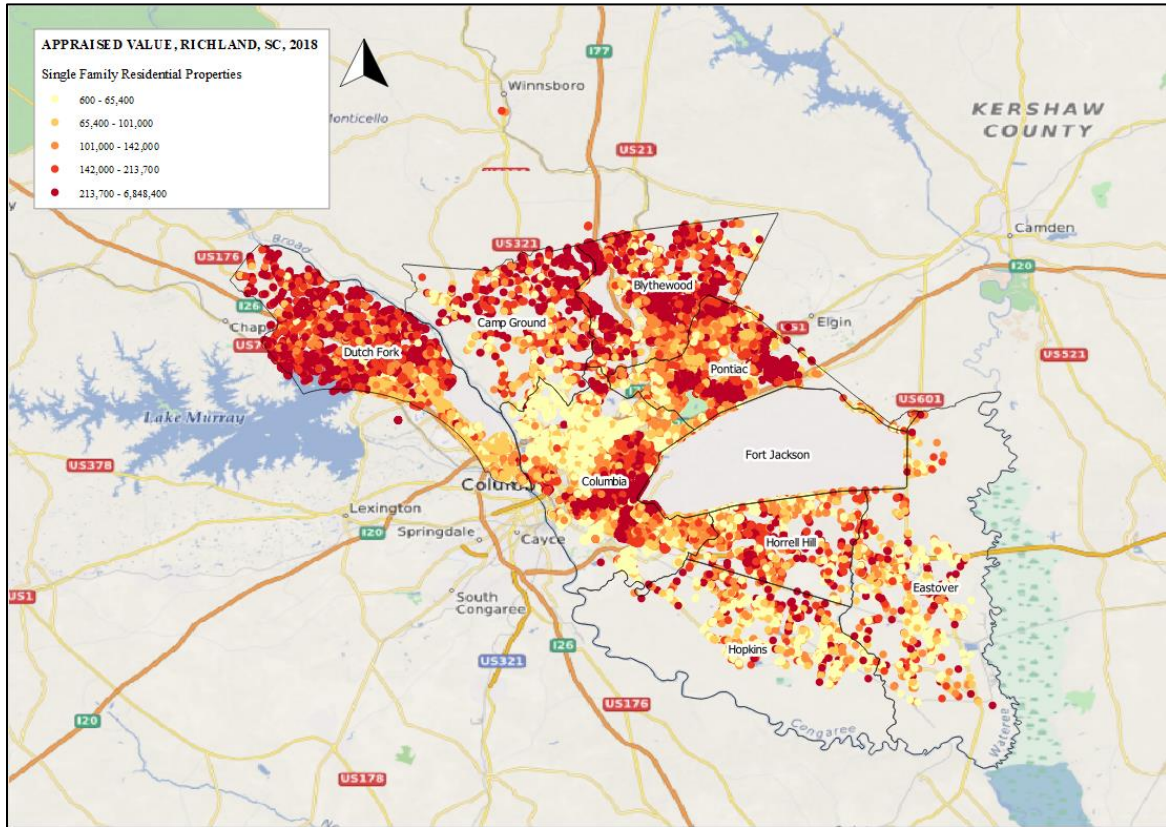 APPRAISED VALUE, RICHLAND, SC, 2018
Single Family Residential Properties
600 - 65,400
65,400 - 101,000
101,000 - 142,000
142,000 - 213,700
213,700 - 6,848,400
I77
Winnsboro
Monticello
US21
KERSHAW
COUNTY
Camden
I20
US176
Broad
US321
I26
Chap
Blythewood
Camp Ground
Elgin
US521
Dutch Fork
Pontiac
US601
Lake Murray
US378
Fort Jackson
Columbia
Lexington
I20
Springdale
Cayce
Horrell Hill
Eastover
US1
South
Congaree
Hopkins
US321
I26
US176
Congaree
Wateree
I20
US178